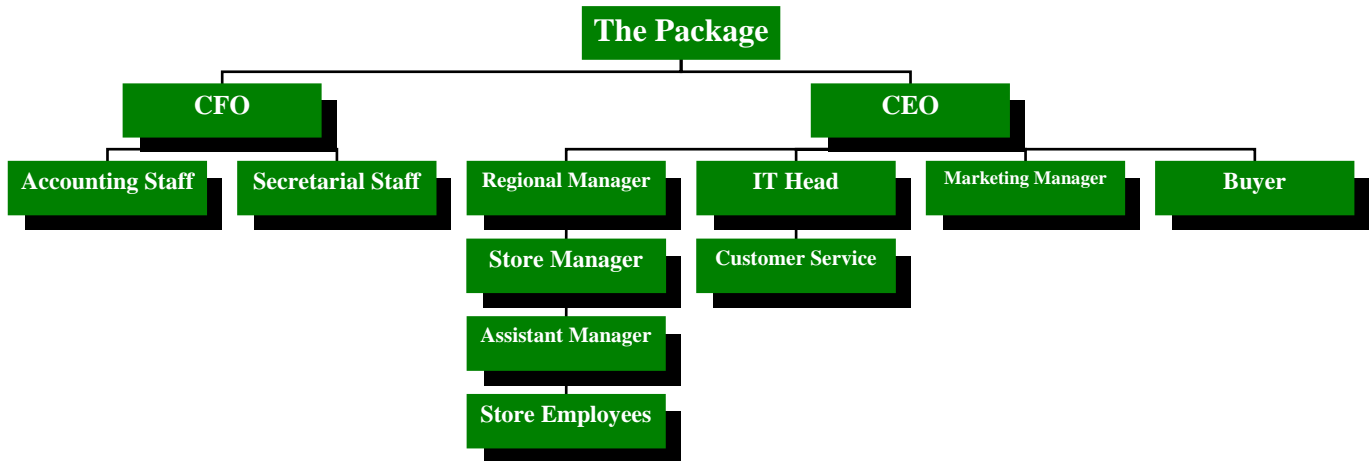 The Package
CFO
CEO
Accounting Staff
Secretarial Staff
Regional Manager
IT Head
Marketing Manager
Buyer
Store Manager
Customer Service
Assistant Manager
Store Employees